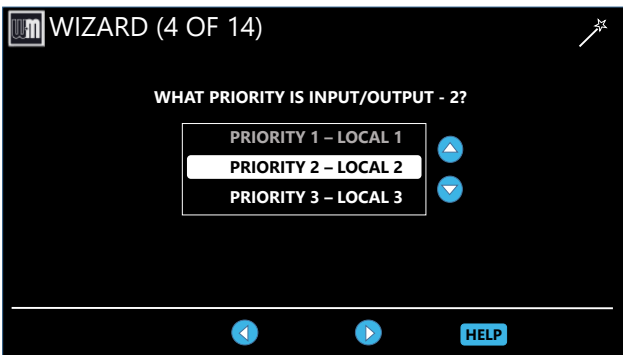 wm WIZARD (4 OF 14)
WHAT PRIORITY IS INPUT/OUTPUT - 2?
PRIORITY 1 – LOCAL 1
PRIORITY 2 – LOCAL 2
PRIORITY 3 – LOCAL 3
HELP